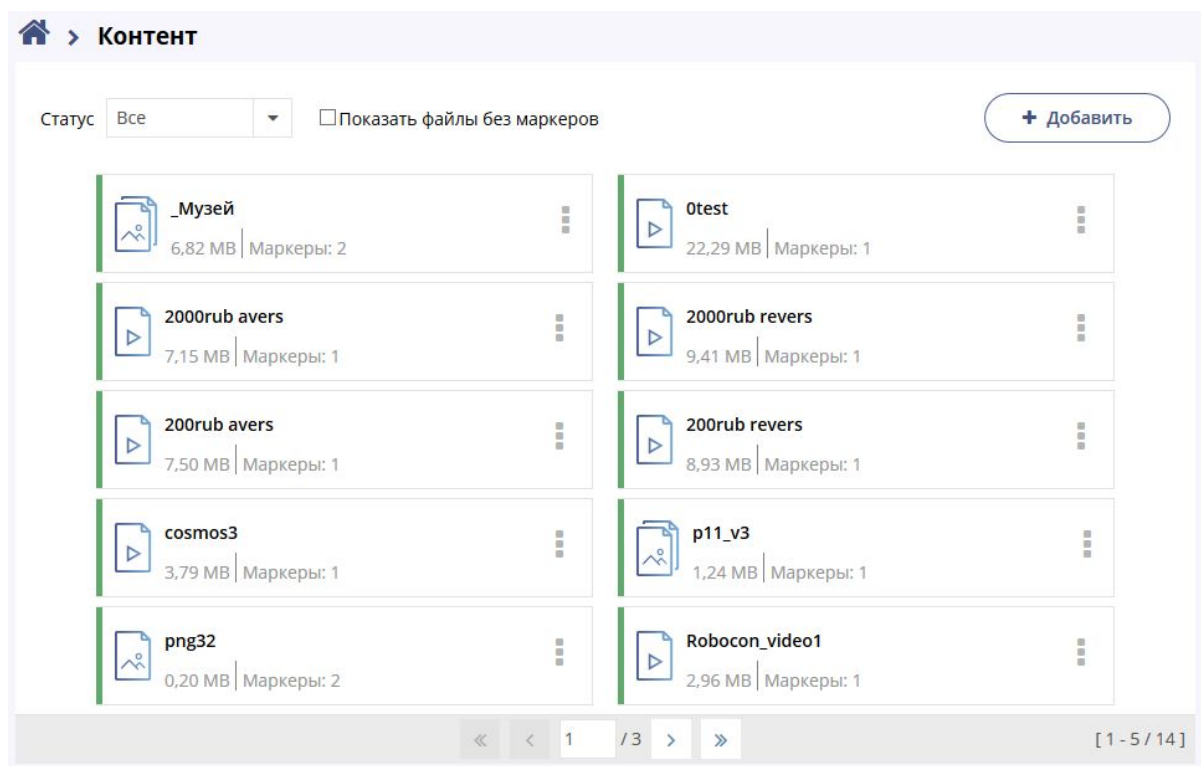 > Контент
Статус Все Показать файлы без маркеров + Добавить
_Музей
6,82 MB | Маркеры: 2
0test
22,29 MB | Маркеры: 1
2000rub avers
7,15 MB | Маркеры: 1
2000rub revers
9,41 MB | Маркеры: 1
200rub avers
7,50 MB | Маркеры: 1
200rub revers
8,93 MB | Маркеры: 1
cosmos3
3,79 MB | Маркеры: 1
p11_v3
1,24 MB | Маркеры: 1
png32
0,20 MB | Маркеры: 2
Robocon_video1
2,96 MB | Маркеры: 1
« < 1 / 3 > » [ 1 - 5 / 14 ]